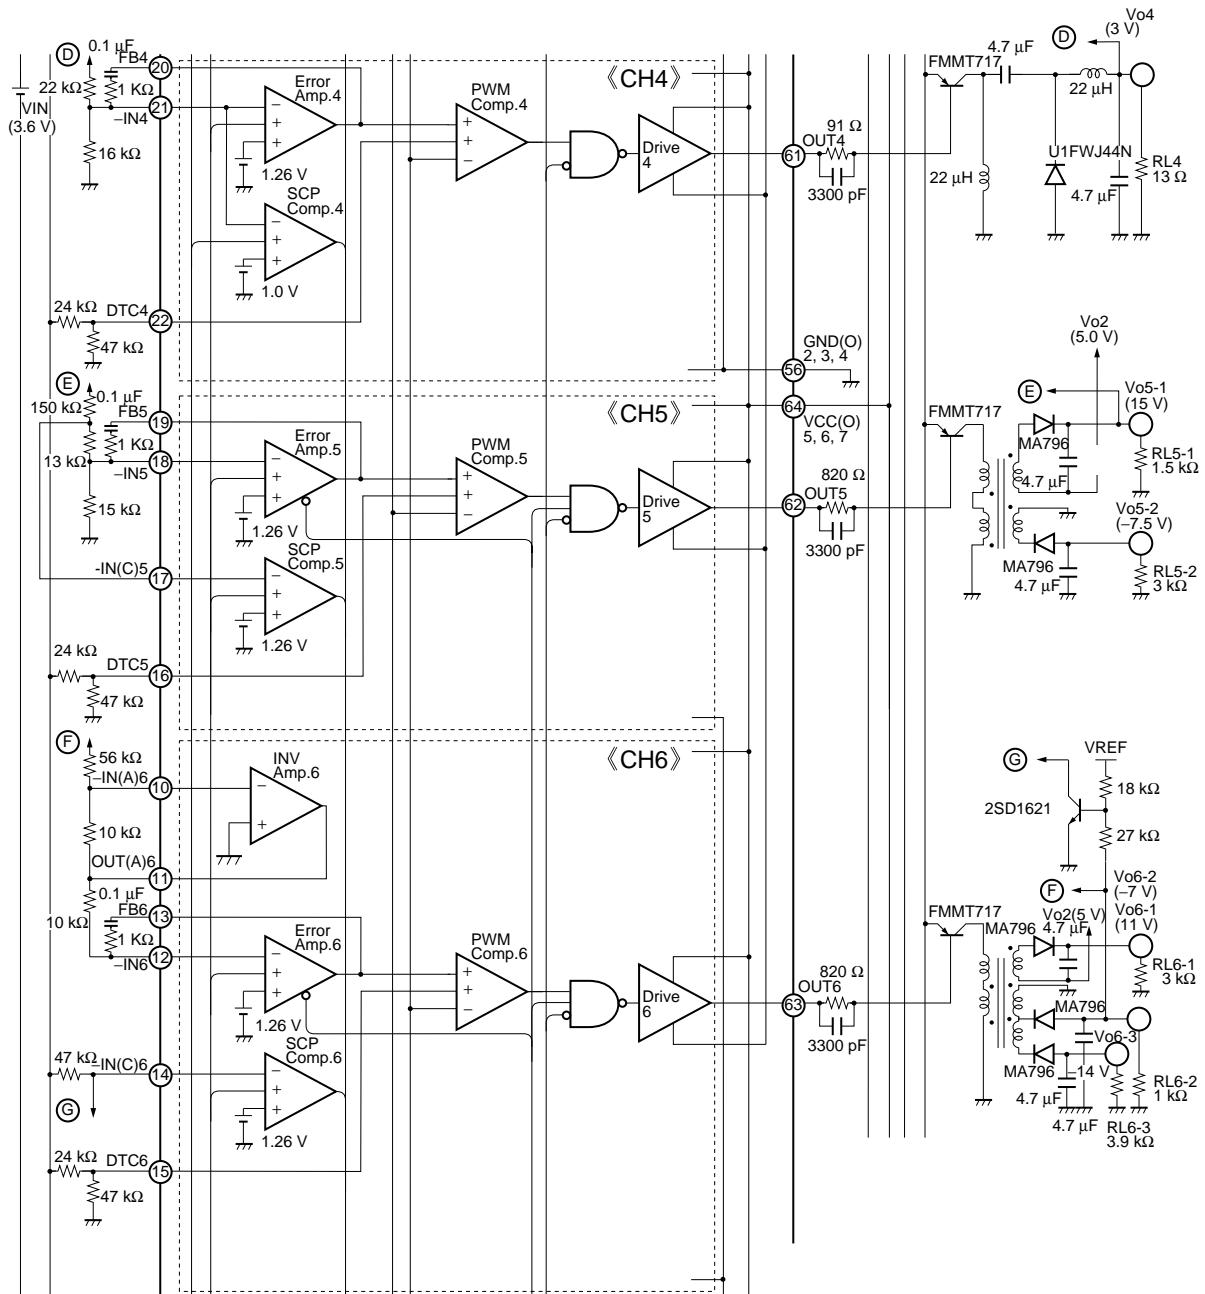 VIN
(3.6 V)
D
0.1 µF
FB4
20
22 kΩ
1 KΩ
21
–IN4
16 kΩ
Error
Amp.4
1.26 V
SCP
Comp.4
1.0 V
PWM
Comp.4
《CH4》
Drive
4
61
91 Ω
OUT4
3300 pF
FMMT717
4.7 µF
D
Vo4
(3 V)
22 µH
22 µH
U1FWJ44N
4.7 µF
RL4
13 Ω
24 kΩ
DTC4
22
47 kΩ
GND(O)
2, 3, 4
56
E
0.1 µF
150 kΩ
FB5
19
1 KΩ
13 kΩ
–IN5
18
15 kΩ
-IN(C)5
17
Error
Amp.5
1.26 V
SCP
Comp.5
1.26 V
PWM
Comp.5
《CH5》
Drive
5
64
VCC(O)
5, 6, 7
62
820 Ω
OUT5
3300 pF
Vo2
(5.0 V)
E
Vo5-1
(15 V)
FMMT717
MA796
4.7 µF
RL5-1
1.5 kΩ
Vo5-2
(–7.5 V)
MA796
4.7 µF
RL5-2
3 kΩ
24 kΩ
DTC5
16
47 kΩ
F
56 kΩ
–IN(A)6
10
10 kΩ
OUT(A)6
11
0.1 µF
10 kΩ
FB6
13
1 KΩ
12
–IN6
INV
Amp.6
《CH6》
Error
Amp.6
1.26 V
SCP
Comp.6
1.26 V
PWM
Comp.6
Drive
6
63
820 Ω
OUT6
3300 pF
G
VREF
18 kΩ
2SD1621
27 kΩ
F
Vo6-2
(–7 V)
Vo6-1
(11 V)
FMMT717
MA796
Vo2(5 V)
4.7 µF
RL6-1
3 kΩ
MA796
Vo6-3
–14 V
MA796
4.7 µF
4.7 µF
RL6-2
1 kΩ
RL6-3
3.9 kΩ
47 kΩ
–IN(C)6
14
G
24 kΩ
DTC6
15
47 kΩ